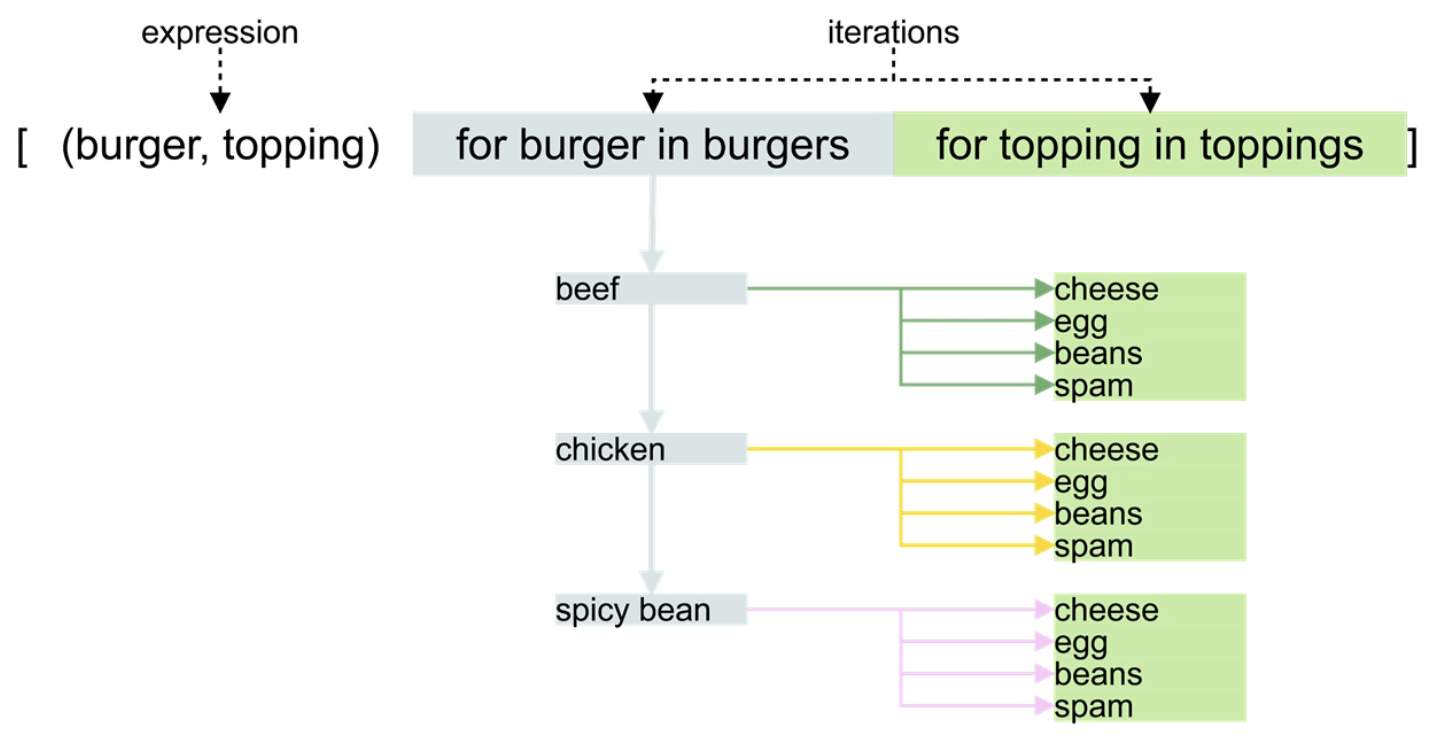 expression
iterations
[ (burger, topping) for burger in burgers for topping in toppings ]
beef
cheese
egg
beans
spam
chicken
cheese
egg
beans
spam
spicy bean
cheese
egg
beans
spam